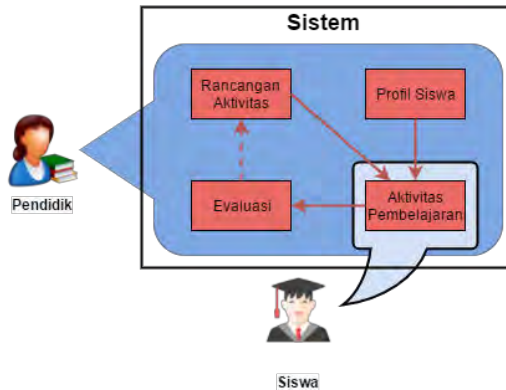 Sistem
Rancangan
Aktivitas
Profil Siswa
Pendidik
Evaluasi
Aktivitas
Pembelajaran
Siswa